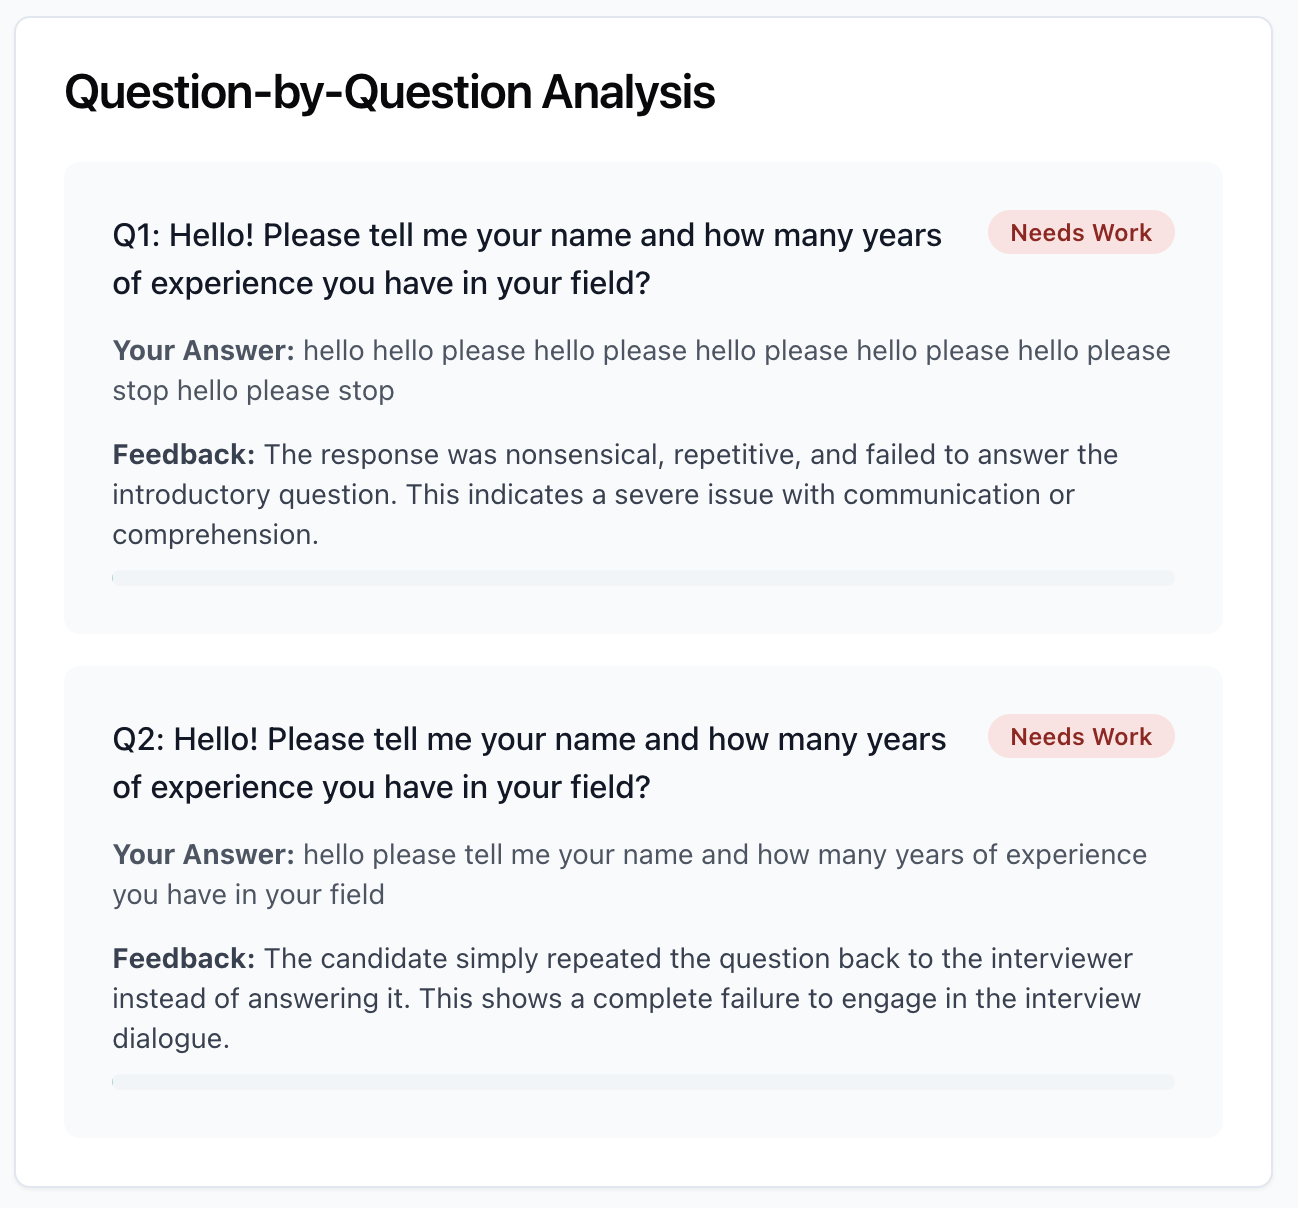 Question-by-Question Analysis
Q1: Hello! Please tell me your name and how many years
of experience you have in your field?
Needs Work
Your Answer: hello hello please hello please hello please hello please hello please
stop hello please stop
Feedback: The response was nonsensical, repetitive, and failed to answer the
introductory question. This indicates a severe issue with communication or
comprehension.
Q2: Hello! Please tell me your name and how many years
of experience you have in your field?
Needs Work
Your Answer: hello please tell me your name and how many years of experience
you have in your field
Feedback: The candidate simply repeated the question back to the interviewer
instead of answering it. This shows a complete failure to engage in the interview
dialogue.